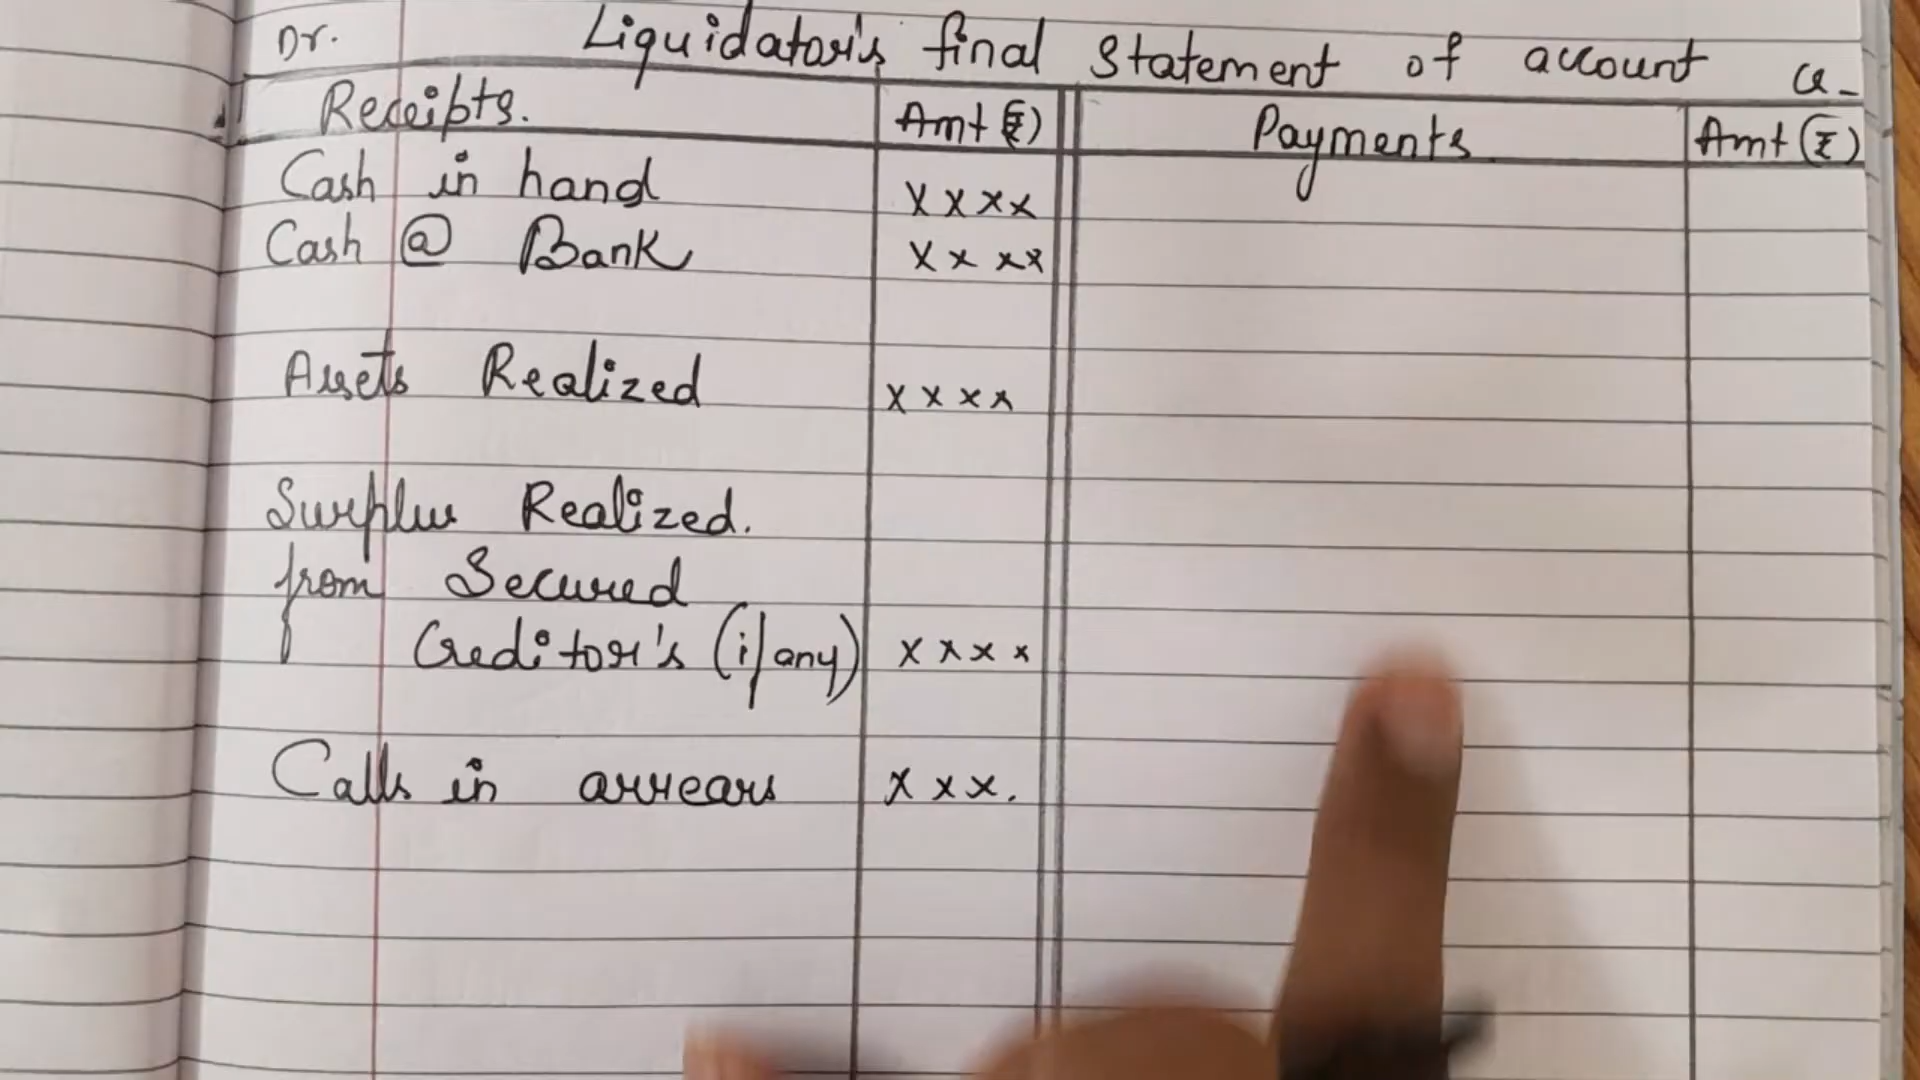 Dr. Liquidator's final Statement of account Cr.
Receipts. Amt (₹) Payments. Amt (₹)
Cash in hand XXXX
Cash @ Bank XXXX
Assets Realized XXXX
Surplus Realized.
from Secured
Creditor's (if any) XXXX
Calls in arrears XXX.